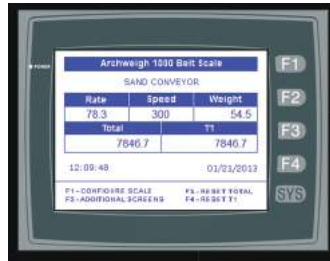 POWER
Archweigh 1000 Belt Scale
SAND CONVEYOR
Rate Speed Weight
78.3 300 54.5
Total T1
7846.7 7846.7
12:09:48 01/21/2013
F1-CONFIGURE SCALE F3-RESET TOTAL
F2-ADDITIONAL SCREENS F4-RESET T1
F1
F2
F3
F4
SYS